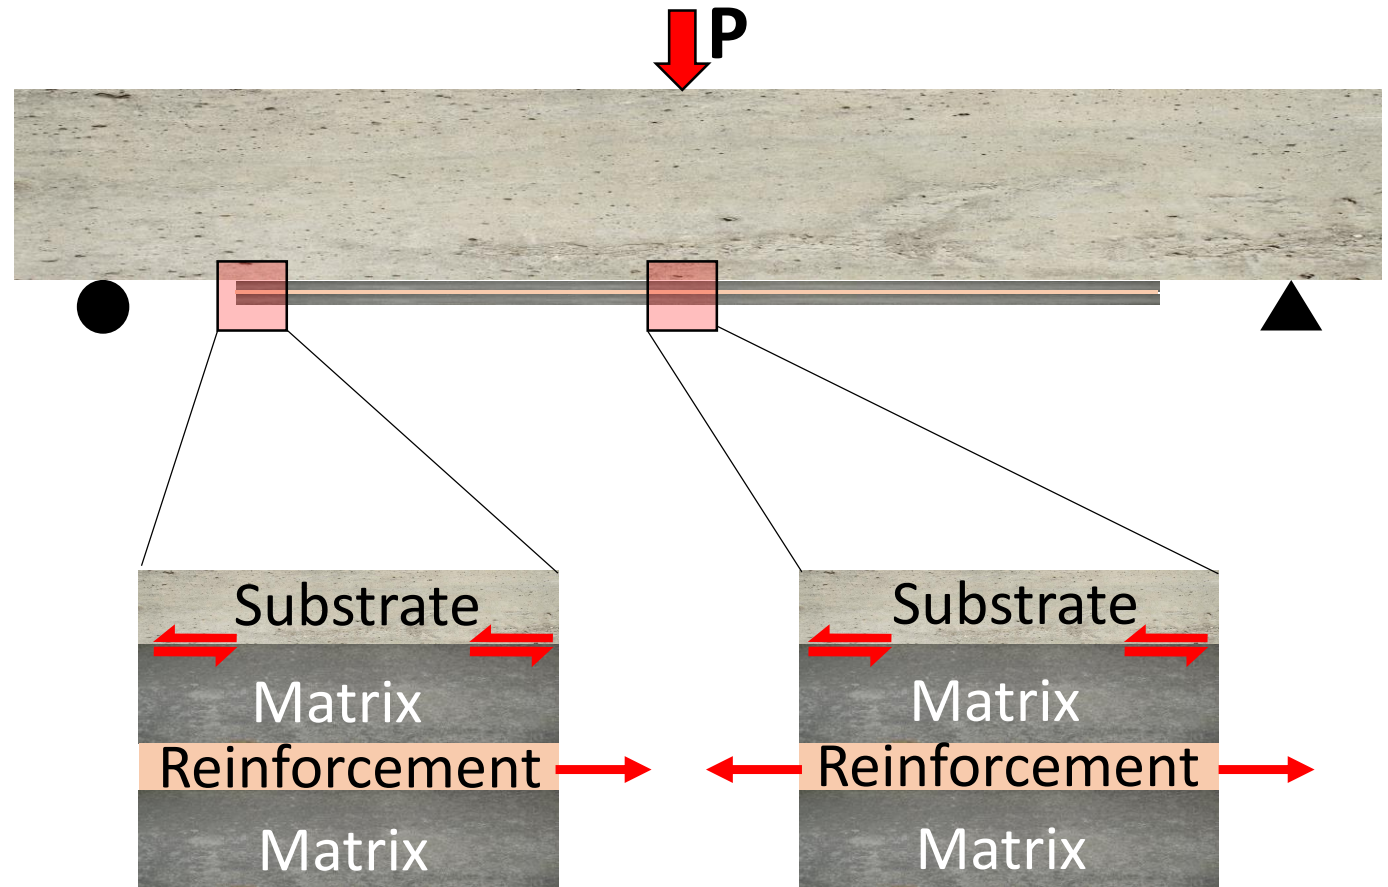 P
Substrate
Matrix
Reinforcement
Matrix
Substrate
Matrix
Reinforcement
Matrix